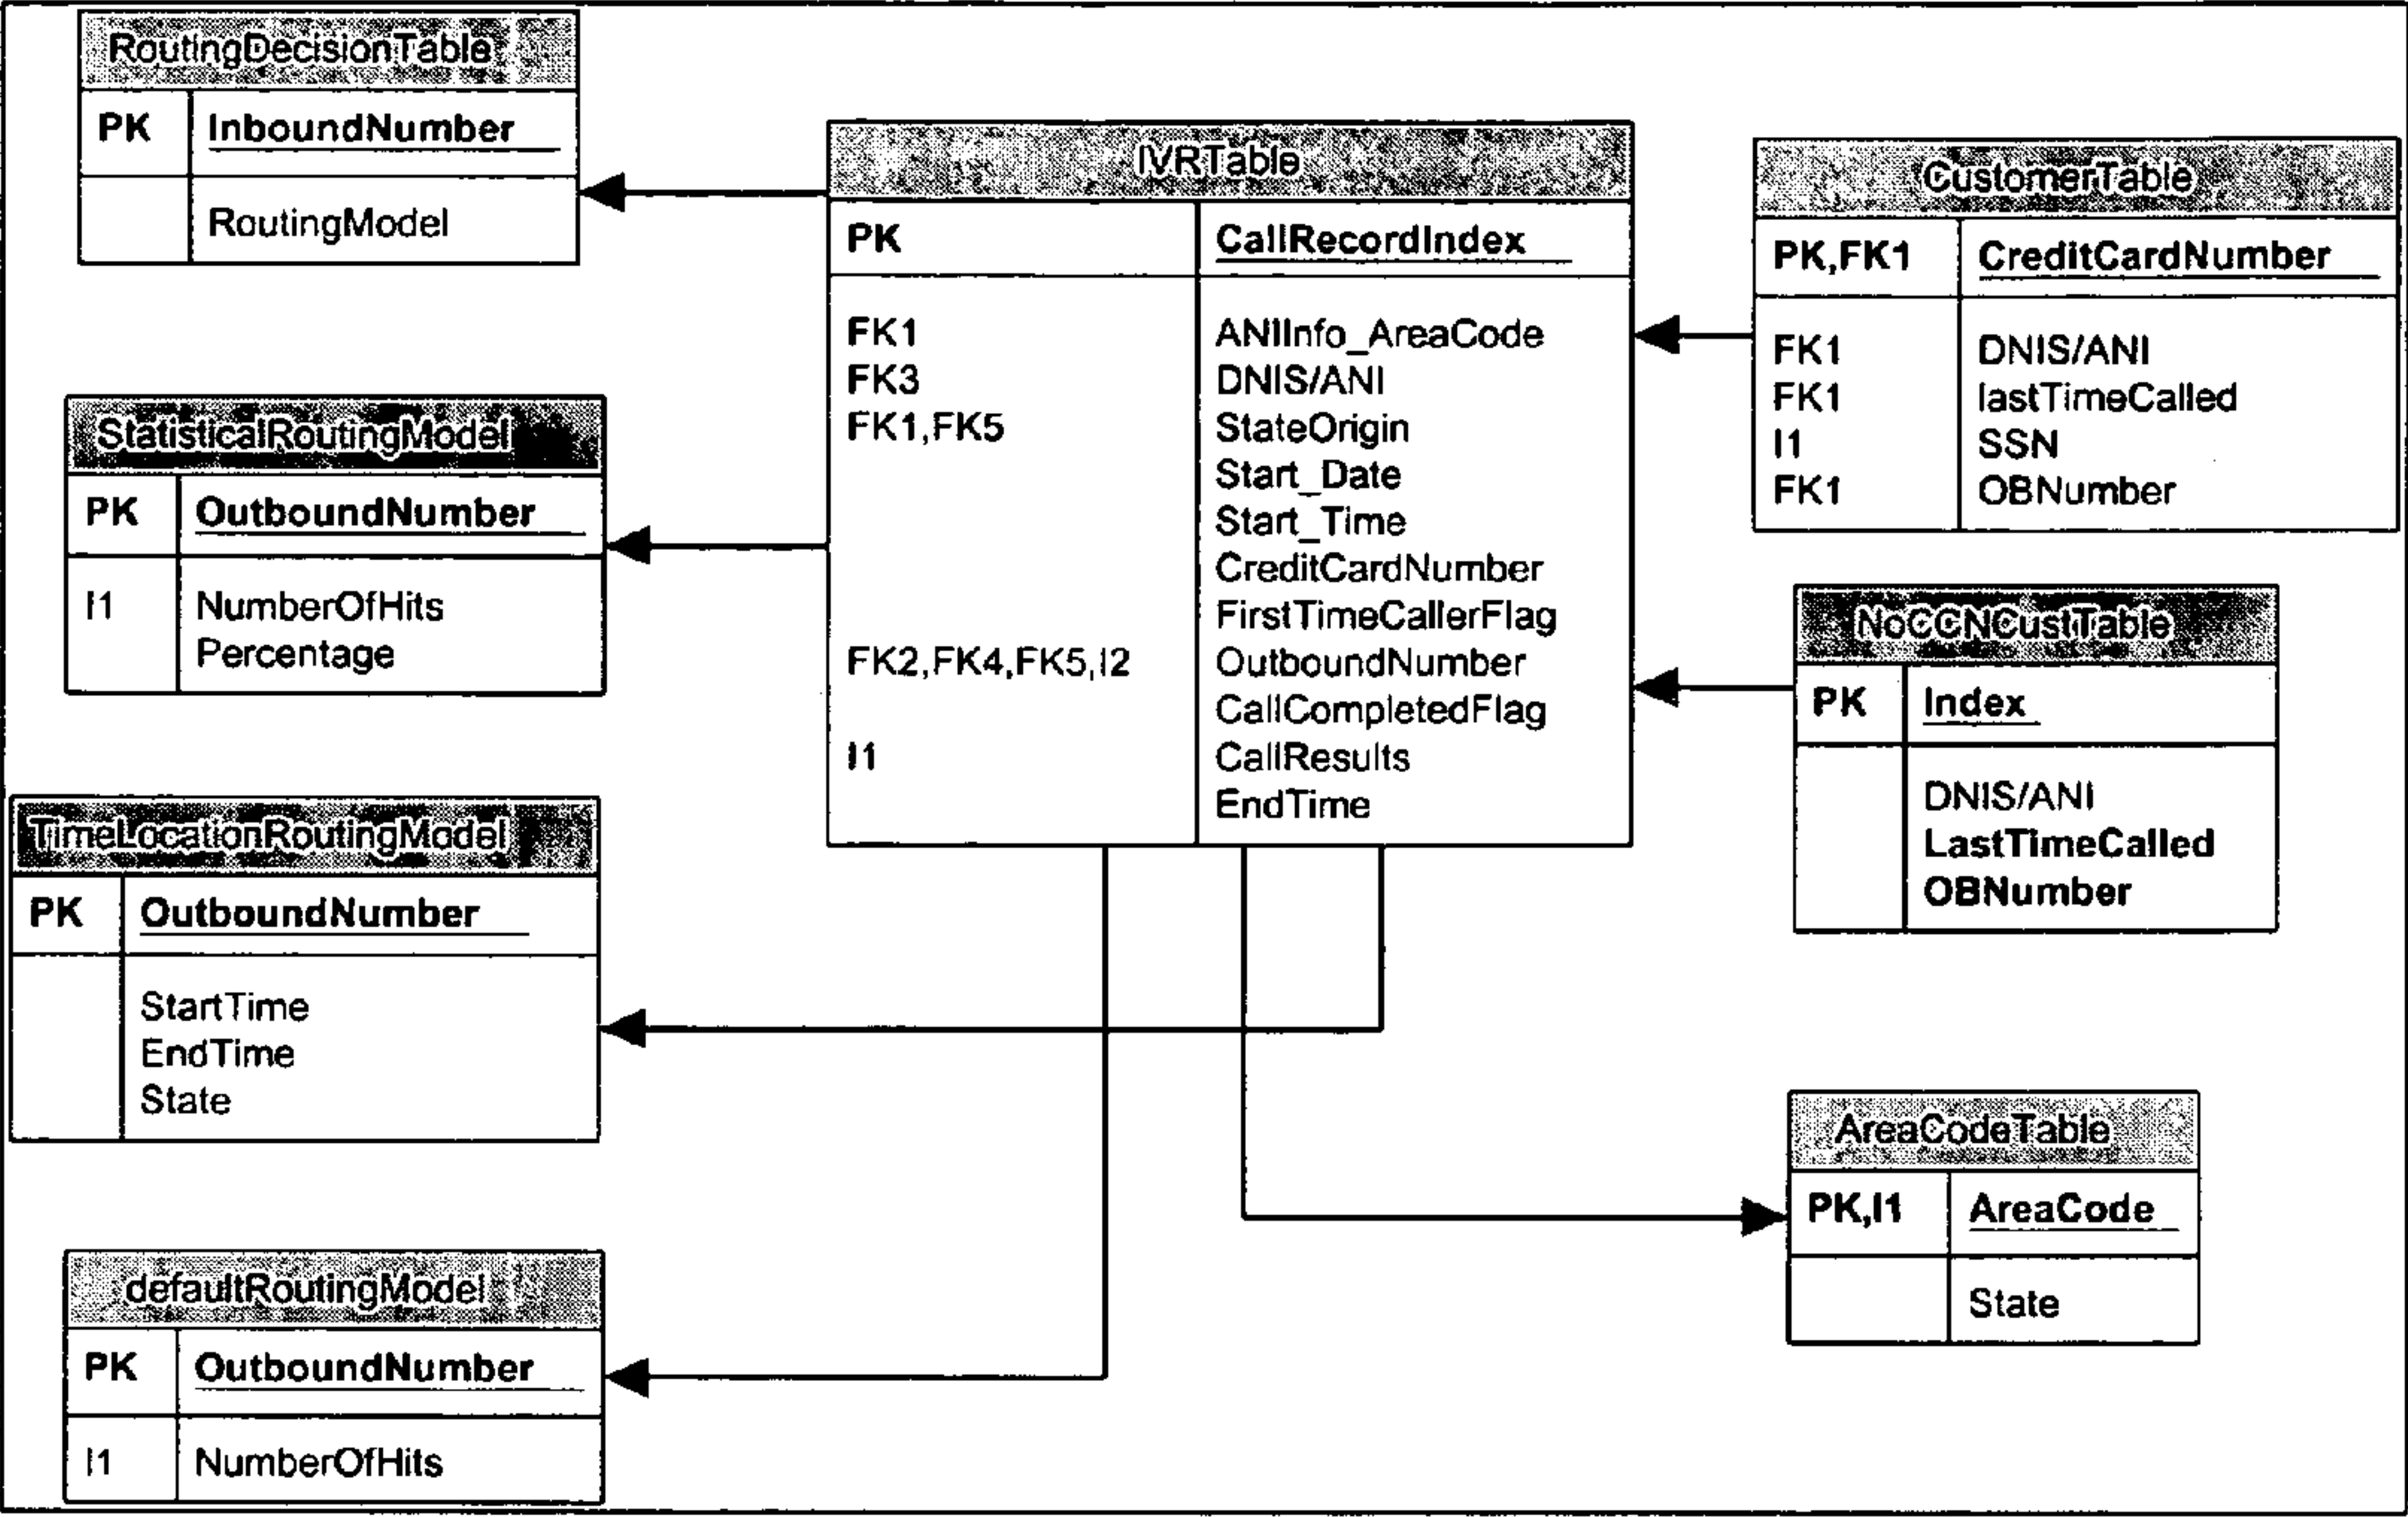 RoutingDecisionTable
PK InboundNumber
RoutingModel
StatisticalRoutingModel
PK OutboundNumber
I1 NumberOfHits
Percentage
TimeLocationRoutingModel
PK OutboundNumber
StartTime
EndTime
State
defaultRoutingModel
PK OutboundNumber
I1 NumberOfHits
IVRTable
PK CallRecordIndex
FK1 ANIInfo_AreaCode
FK3 DNIS/ANI
FK1,FK5 StateOrigin
Start_Date
Start_Time
CreditCardNumber
FirstTimeCallerFlag
FK2,FK4,FK5,I2 OutboundNumber
CallCompletedFlag
I1 CallResults
EndTime
CustomerTable
PK,FK1 CreditCardNumber
FK1 DNIS/ANI
FK1 lastTimeCalled
I1 SSN
FK1 OBNumber
NoCCNCustTable
PK Index
DNIS/ANI
LastTimeCalled
OBNumber
AreaCodeTable
PK,I1 AreaCode
State